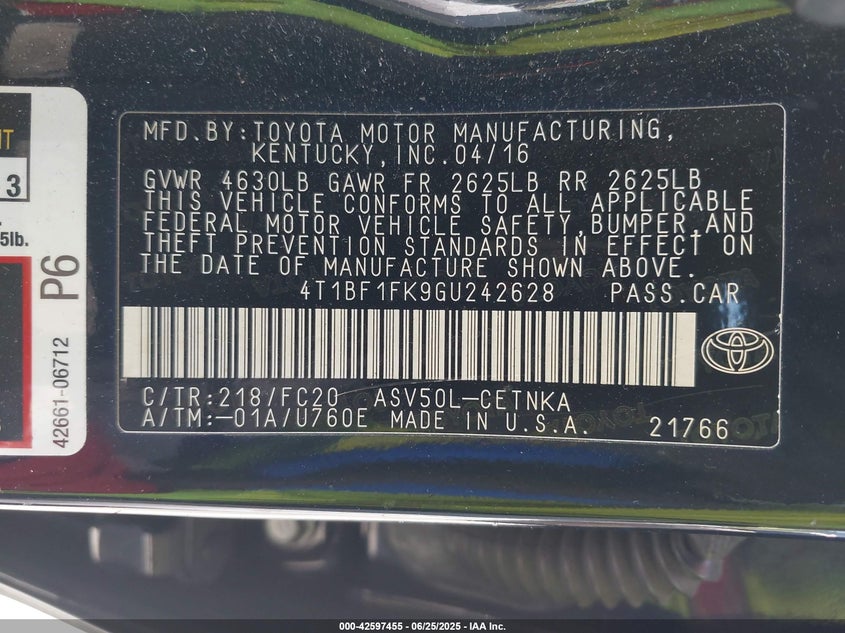 NT
3
5lb.
P6
42661-06712
MFD.BY:TOYOTA MOTOR MANUFACTURING,
KENTUCKY,INC.04/16
GVWR 4630LB GAWR FR 2625LB RR 2625LB
THIS VEHICLE CONFORMS TO ALL APPLICABLE
FEDERAL MOTOR VEHICLE SAFETY,BUMPER,AND
THEFT PREVENTION STANDARDS IN EFFECT ON
THE DATE OF MANUFACTURE SHOWN ABOVE.
4T1BF1FK9GU242628 PASS.CAR
C/TR:218/FC20 ASV50L-CETNKA
A/TM:-01A/U760E MADE IN U.S.A. 21766
000-42597455 - 06/25/2025 - IAA Inc.